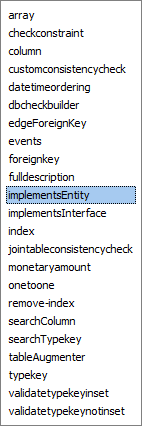 array
checkconstraint
column
customconsistencycheck
datetimeordering
dbcheckbuilder
edgeForeignKey
events
foreignkey
fulldescription
implementsEntity
implementsInterface
index
jointableconsistencycheck
monetaryamount
onetoone
remove-index
searchColumn
searchTypekey
tableAugmenter
typekey
validatetypekeyinset
validatetypekeynotinset